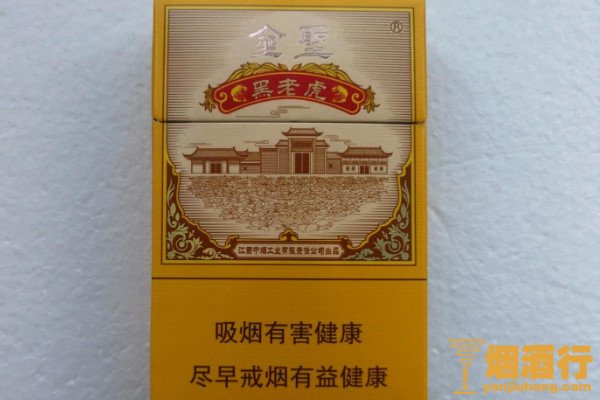 金聖®
黑老虎
江西中烟工业有限责任公司出品
吸烟有害健康
尽早戒烟有益健康
烟酒行
yanjiuhang.com